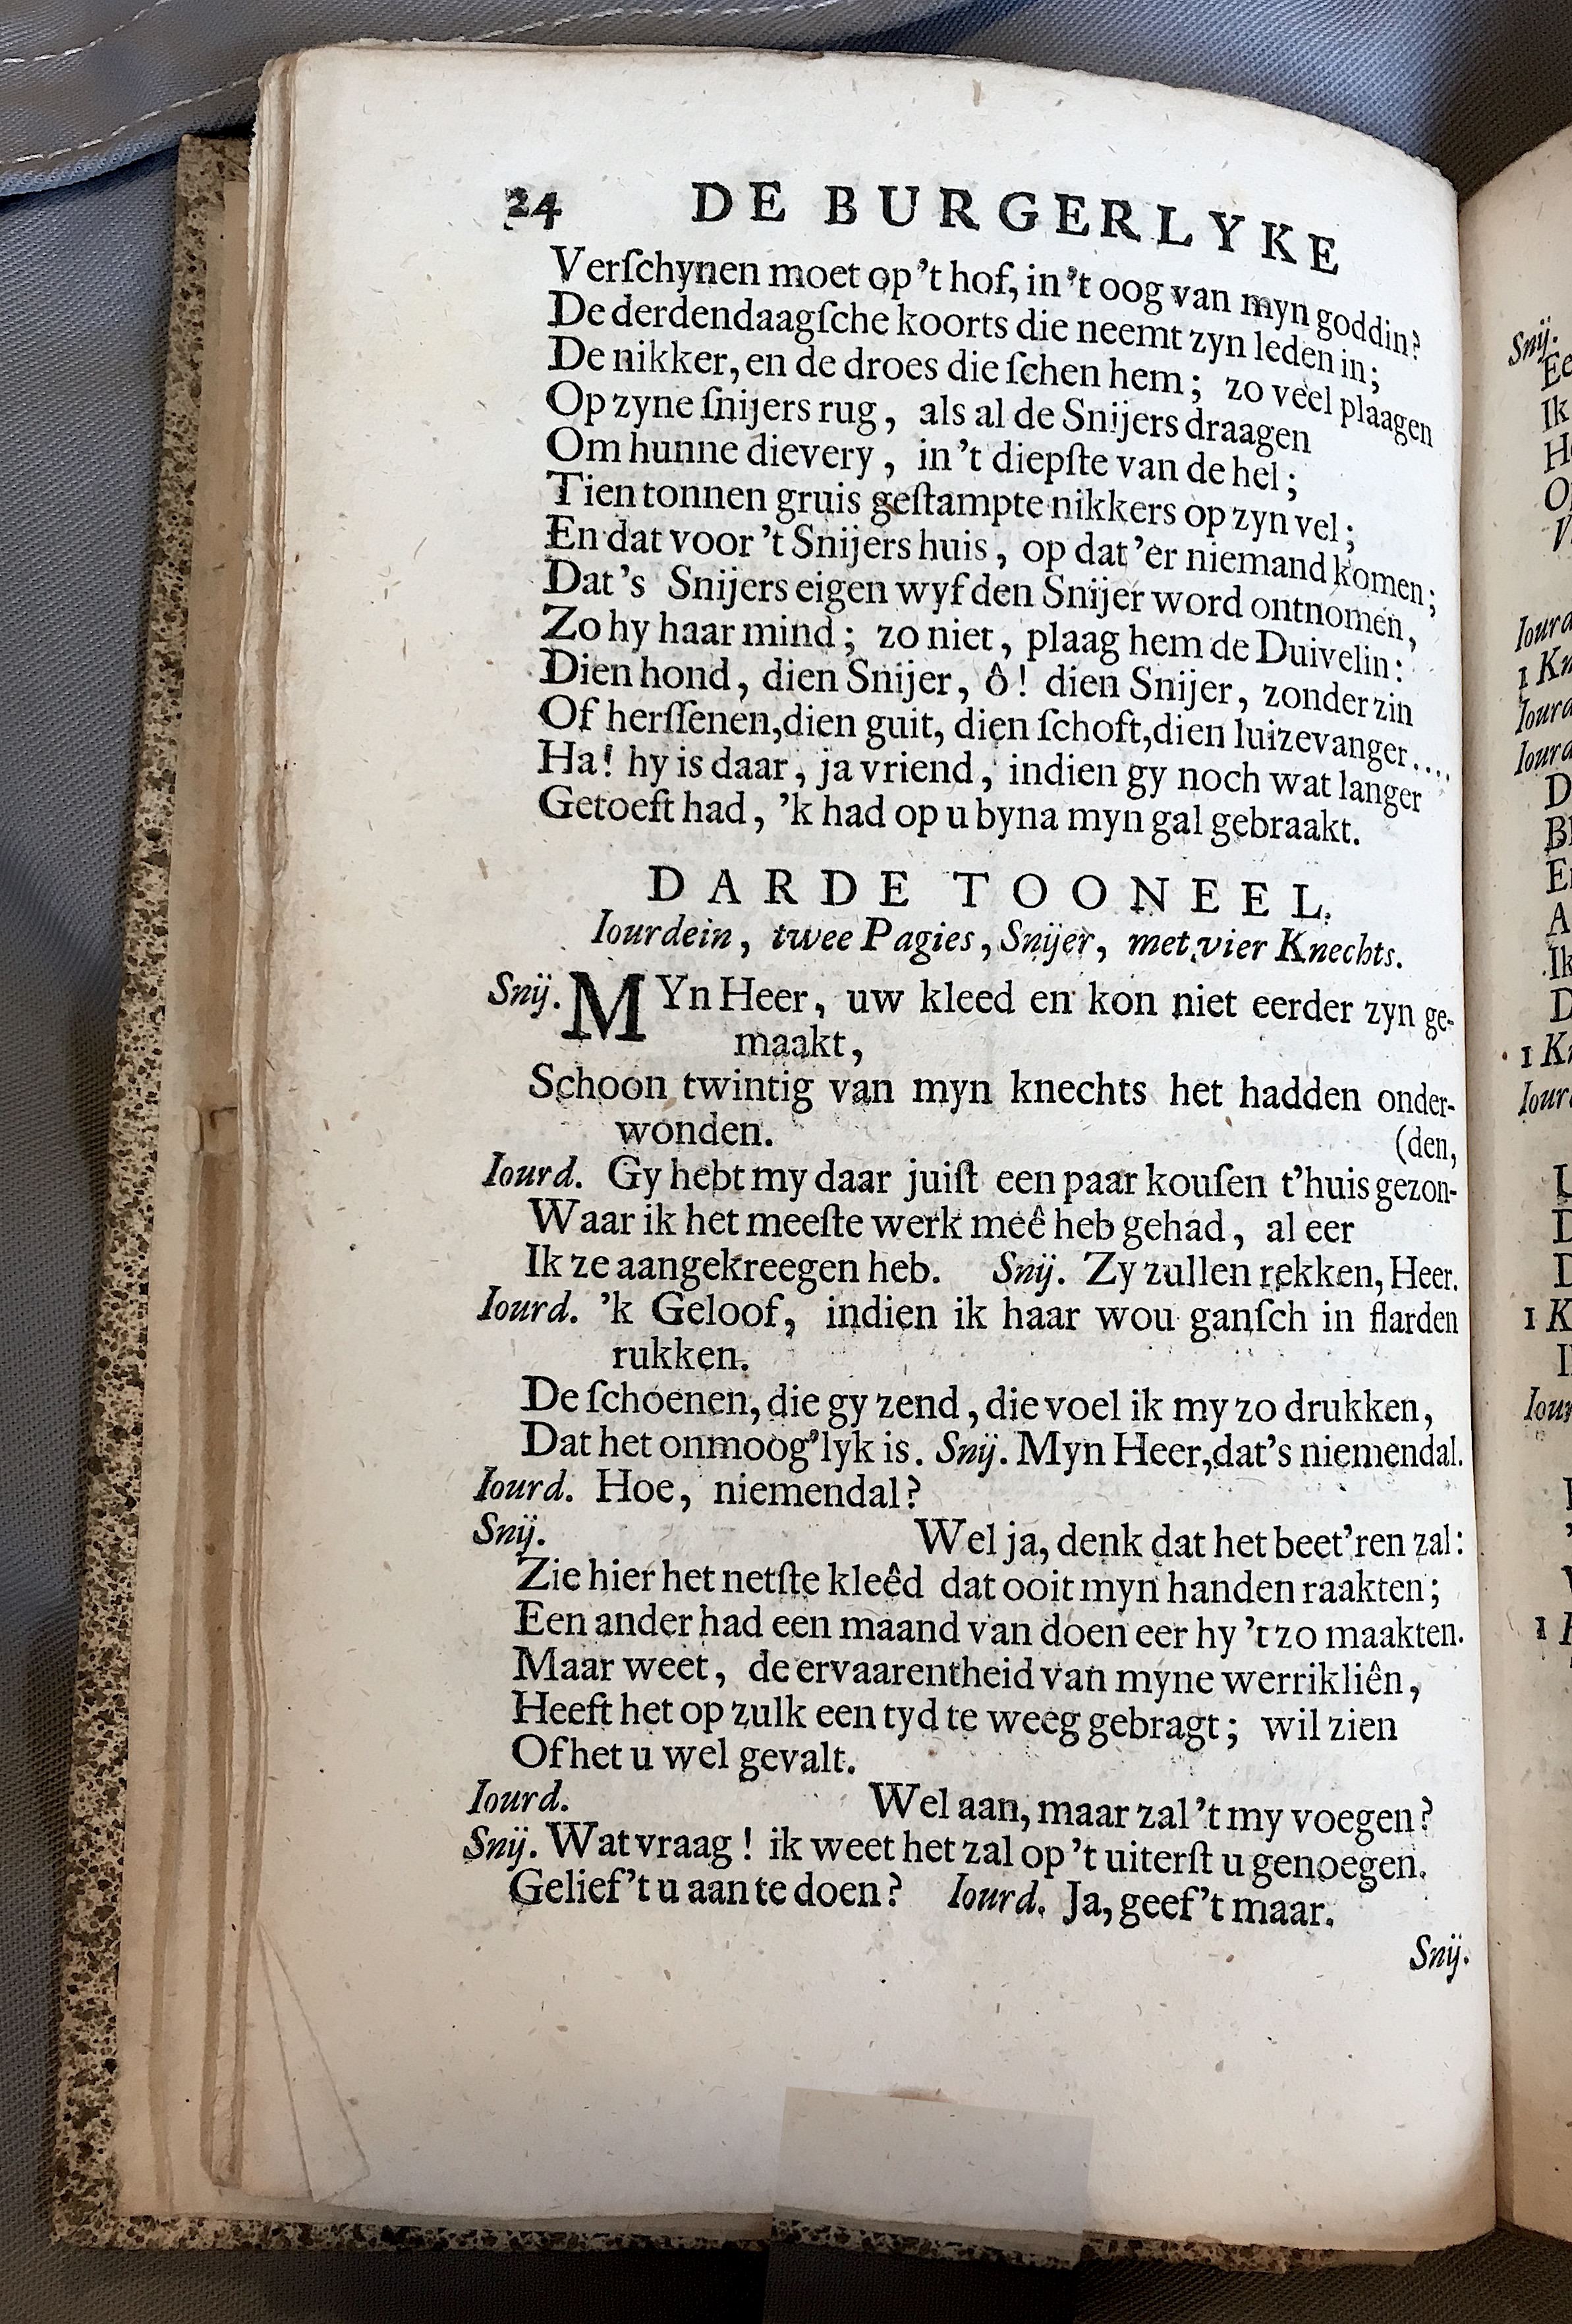 24 DE BURGERLYKE
Verſchynen moet op 't hof, in 't oog van myn goddin?
De derdendaagſche koorts die neemt zyn leden in;
De nikker, en de droes die ſchen hem; zo veel plaagen
Op zyne ſnijers rug, als al de Snijers draagen
Om hunne dievery, in 't diepſte van de hel;
Tien tonnen gruis geſtampte nikkers op zyn vel;
En dat voor 't Snijers huis, op dat 'er niemand komen;
Dat 's Snijers eigen wyf den Snijer word ontnomen,
Zo hy haar mind; zo niet, plaag hem de Duivelin:
Dien hond, dien Snijer, ô! dien Snijer, zonder zin
Of herſſenen, dien guit, dien ſchoft, dien luizevanger....
Ha! hy is daar, ja vriend, indien gy noch wat langer
Getoeft had, 'k had op u byna myn gal gebraakt.
DARDE TOONEEL.
Iourdein, twee Pagies, Snijer, met vier Knechts.
Snij. MYn Heer, uw kleed en kon niet eerder zyn ge-
maakt,
Schoon twintig van myn knechts het hadden onder-
wonden. (den,
Iourd. Gy hebt my daar juiſt een paar kouſen t'huis gezon-
Waar ik het meeſte werk meê heb gehad, al eer
Ik ze aangekreegen heb. Snij. Zy zullen rekken, Heer.
Iourd. 'k Geloof, indien ik haar wou ganſch in flarden
rukken.
De ſchoenen, die gy zend, die voel ik my zo drukken,
Dat het onmoog'lyk is. Snij. Myn Heer, dat's niemendal.
Iourd. Hoe, niemendal?
Snij. Wel ja, denk dat het beet'ren zal:
Zie hier het netſte kleêd dat ooit myn handen raakten;
Een ander had een maand van doen eer hy 't zo maakten.
Maar weet, de ervaarentheid van myne werrikliên,
Heeft het op zulk een tyd te weeg gebragt; wil zien
Of het u wel gevalt.
Iourd. Wel aan, maar zal 't my voegen?
Snij. Wat vraag! ik weet het zal op 't uiterſt u genoegen.
Gelief 't u aan te doen? Iourd. Ja, geef 't maar.
Snij.
Snij.
Ee
Ik
Iourd
1 Kn
Iourd
Iourd
Ik
1 K
Iour
1 K
Iour
1